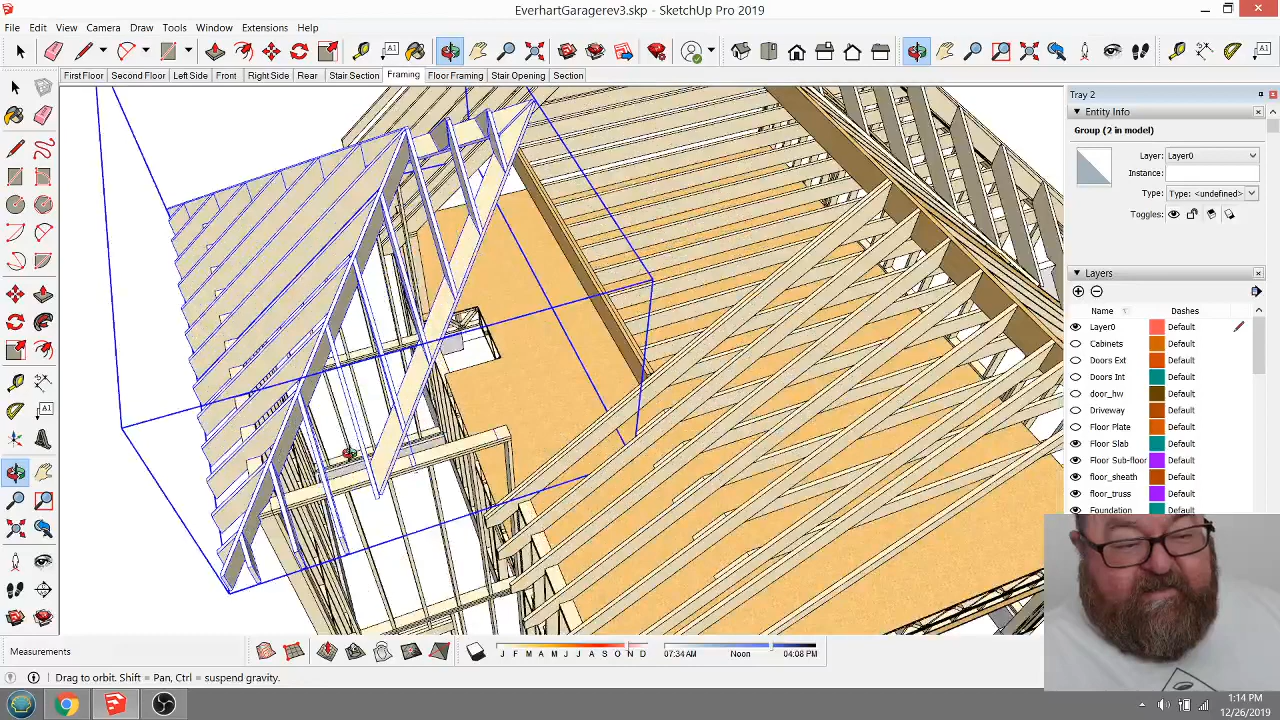 EverhartGaragerev3.skp - SketchUp Pro 2019
File Edit View Camera Draw Tools Window Extensions Help
First Floor Second Floor Left Side Front Right Side Rear Stair Section Framing Floor Framing Stair Opening Section
Tray 2
Entity Info
Group (2 in model)
Layer: Layer0
Instance:
Type: Type: <undefined>
Toggles:
Layers
Name Dashes
Layer0 Default
Cabinets Default
Doors Ext Default
Doors Int Default
door_hw Default
Driveway Default
Floor Plate Default
Floor Slab Default
Floor Sub-floor Default
floor_sheath Default
floor_truss Default
Foundation Default
Measurements
J F M A M J J A S O N D
07:34 AM Noon 04:08 PM
Drag to orbit. Shift = Pan, Ctrl = suspend gravity.
1:14 PM
12/26/2019